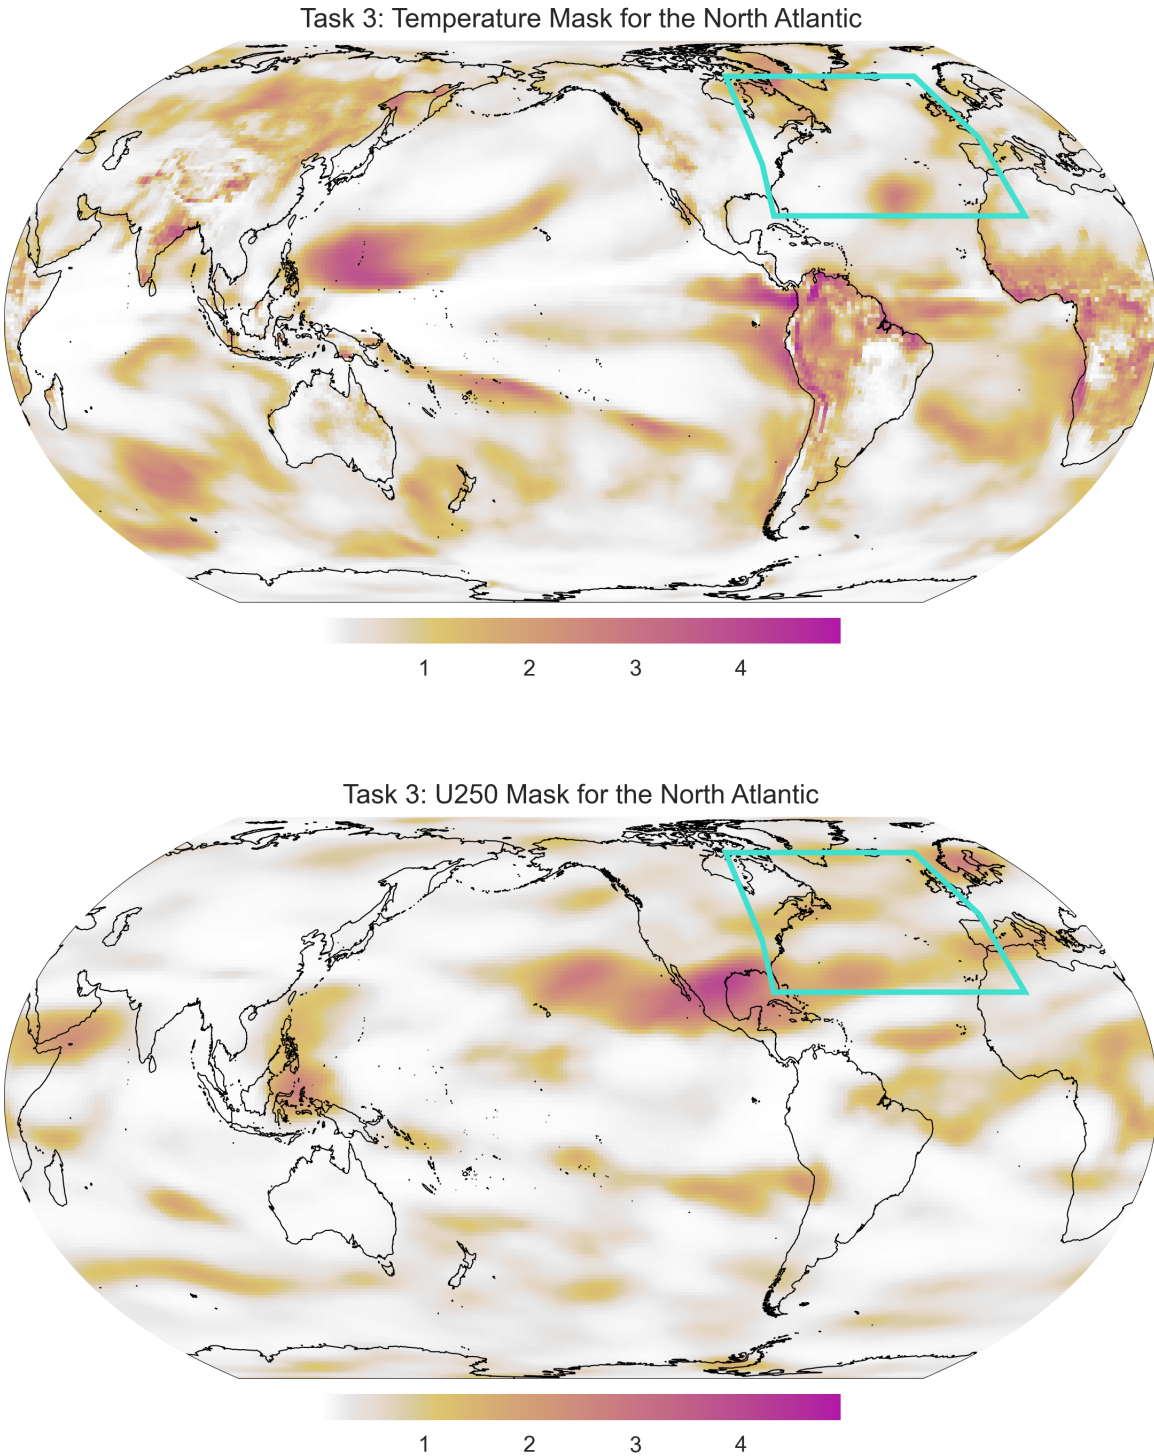 Task 3: Temperature Mask for the North Atlantic
1 2 3 4
Task 3: U250 Mask for the North Atlantic
1 2 3 4